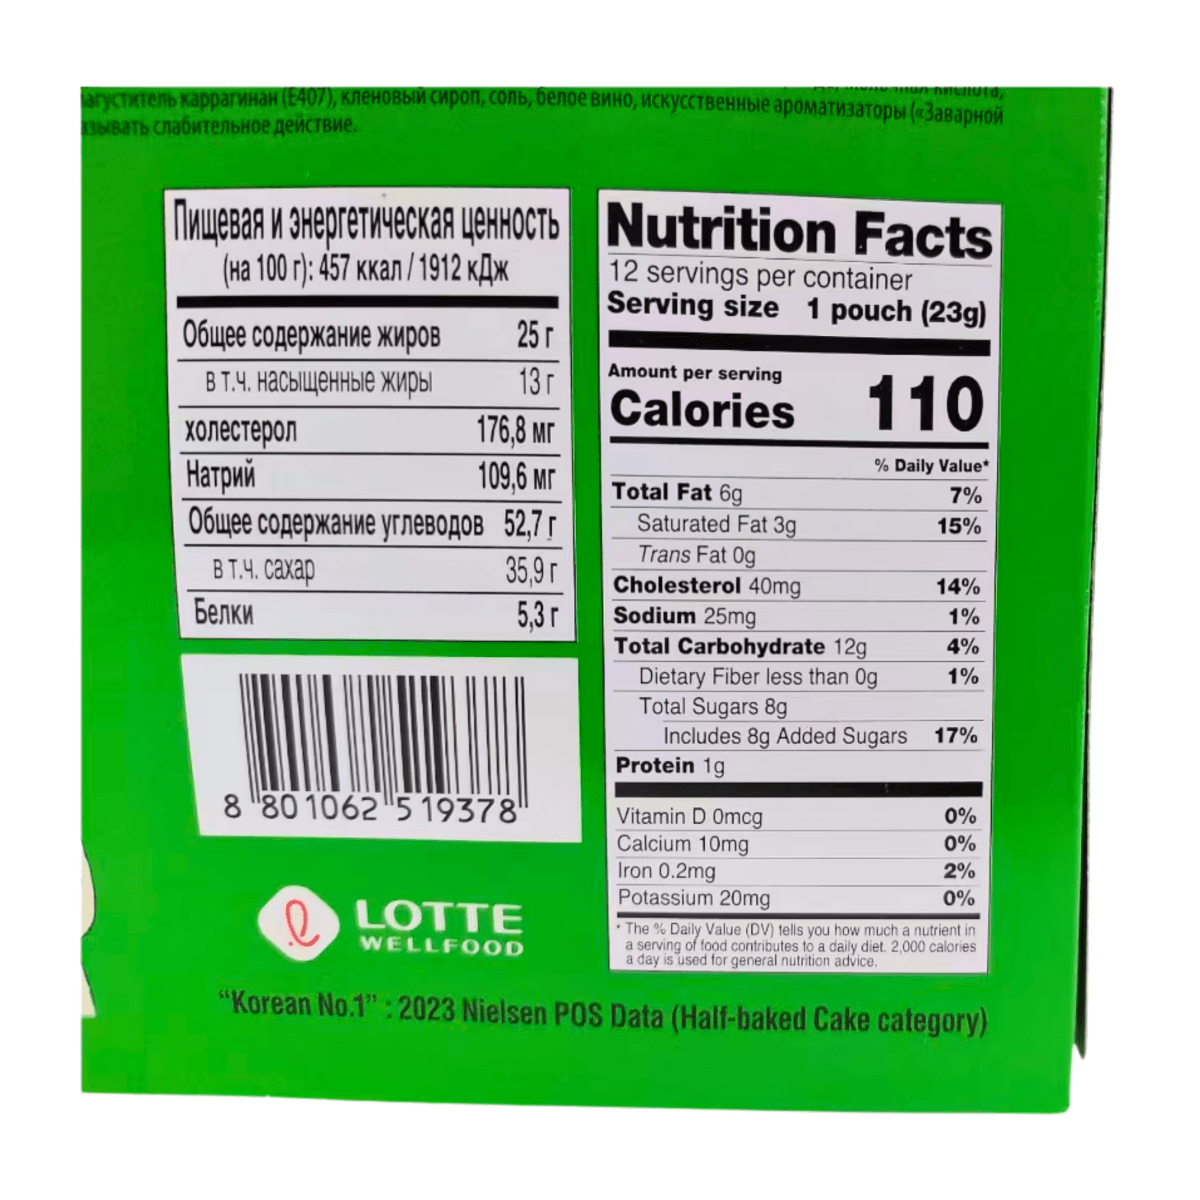 загуститель каррагинан (E407), кленовый сироп, соль, белое вино, искусственные ароматизаторы («Заварной
слабительное действие.
Пищевая и энергетическая ценность
(на 100 г): 457 ккал / 1912 кДж
Общее содержание жиров 25 г
в т.ч. насыщенные жиры 13 г
холестерол 176,8 мг
Натрий 109,6 мг
Общее содержание углеводов 52,7 г
в т.ч. сахар 35,9 г
Белки 5,3 г
8 801062 519378
LOTTE
WELLFOOD
Nutrition Facts
12 servings per container
Serving size 1 pouch (23g)
Amount per serving
Calories 110
% Daily Value*
Total Fat 6g 7%
Saturated Fat 3g 15%
Trans Fat 0g
Cholesterol 40mg 14%
Sodium 25mg 1%
Total Carbohydrate 12g 4%
Dietary Fiber less than 0g 1%
Total Sugars 8g
Includes 8g Added Sugars 17%
Protein 1g
Vitamin D 0mcg 0%
Calcium 10mg 0%
Iron 0.2mg 2%
Potassium 20mg 0%
* The % Daily Value (DV) tells you how much a nutrient in
a serving of food contributes to a daily diet. 2,000 calories
a day is used for general nutrition advice.
“Korean No.1” : 2023 Nielsen POS Data (Half-baked Cake category)